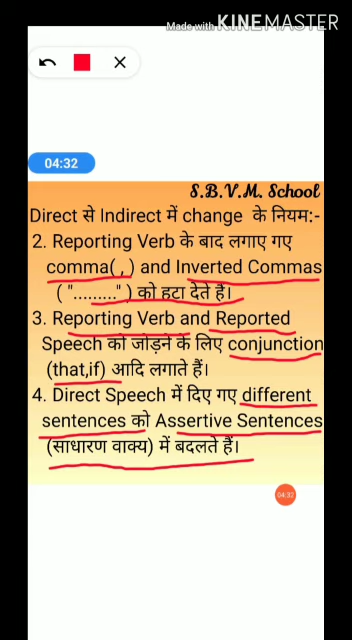 Made with KINEMASTER
04:32
S.B.V.M. School
Direct से Indirect में change के नियम:-
2. Reporting Verb के बाद लगाए गए
comma( , ) and Inverted Commas
( "........." ) को हटा देते हैं।
3. Reporting Verb and Reported
Speech को जोड़ने के लिए conjunction
(that,if) आदि लगाते हैं।
4. Direct Speech में दिए गए different
sentences को Assertive Sentences
(साधारण वाक्य) में बदलते हैं।
04:32